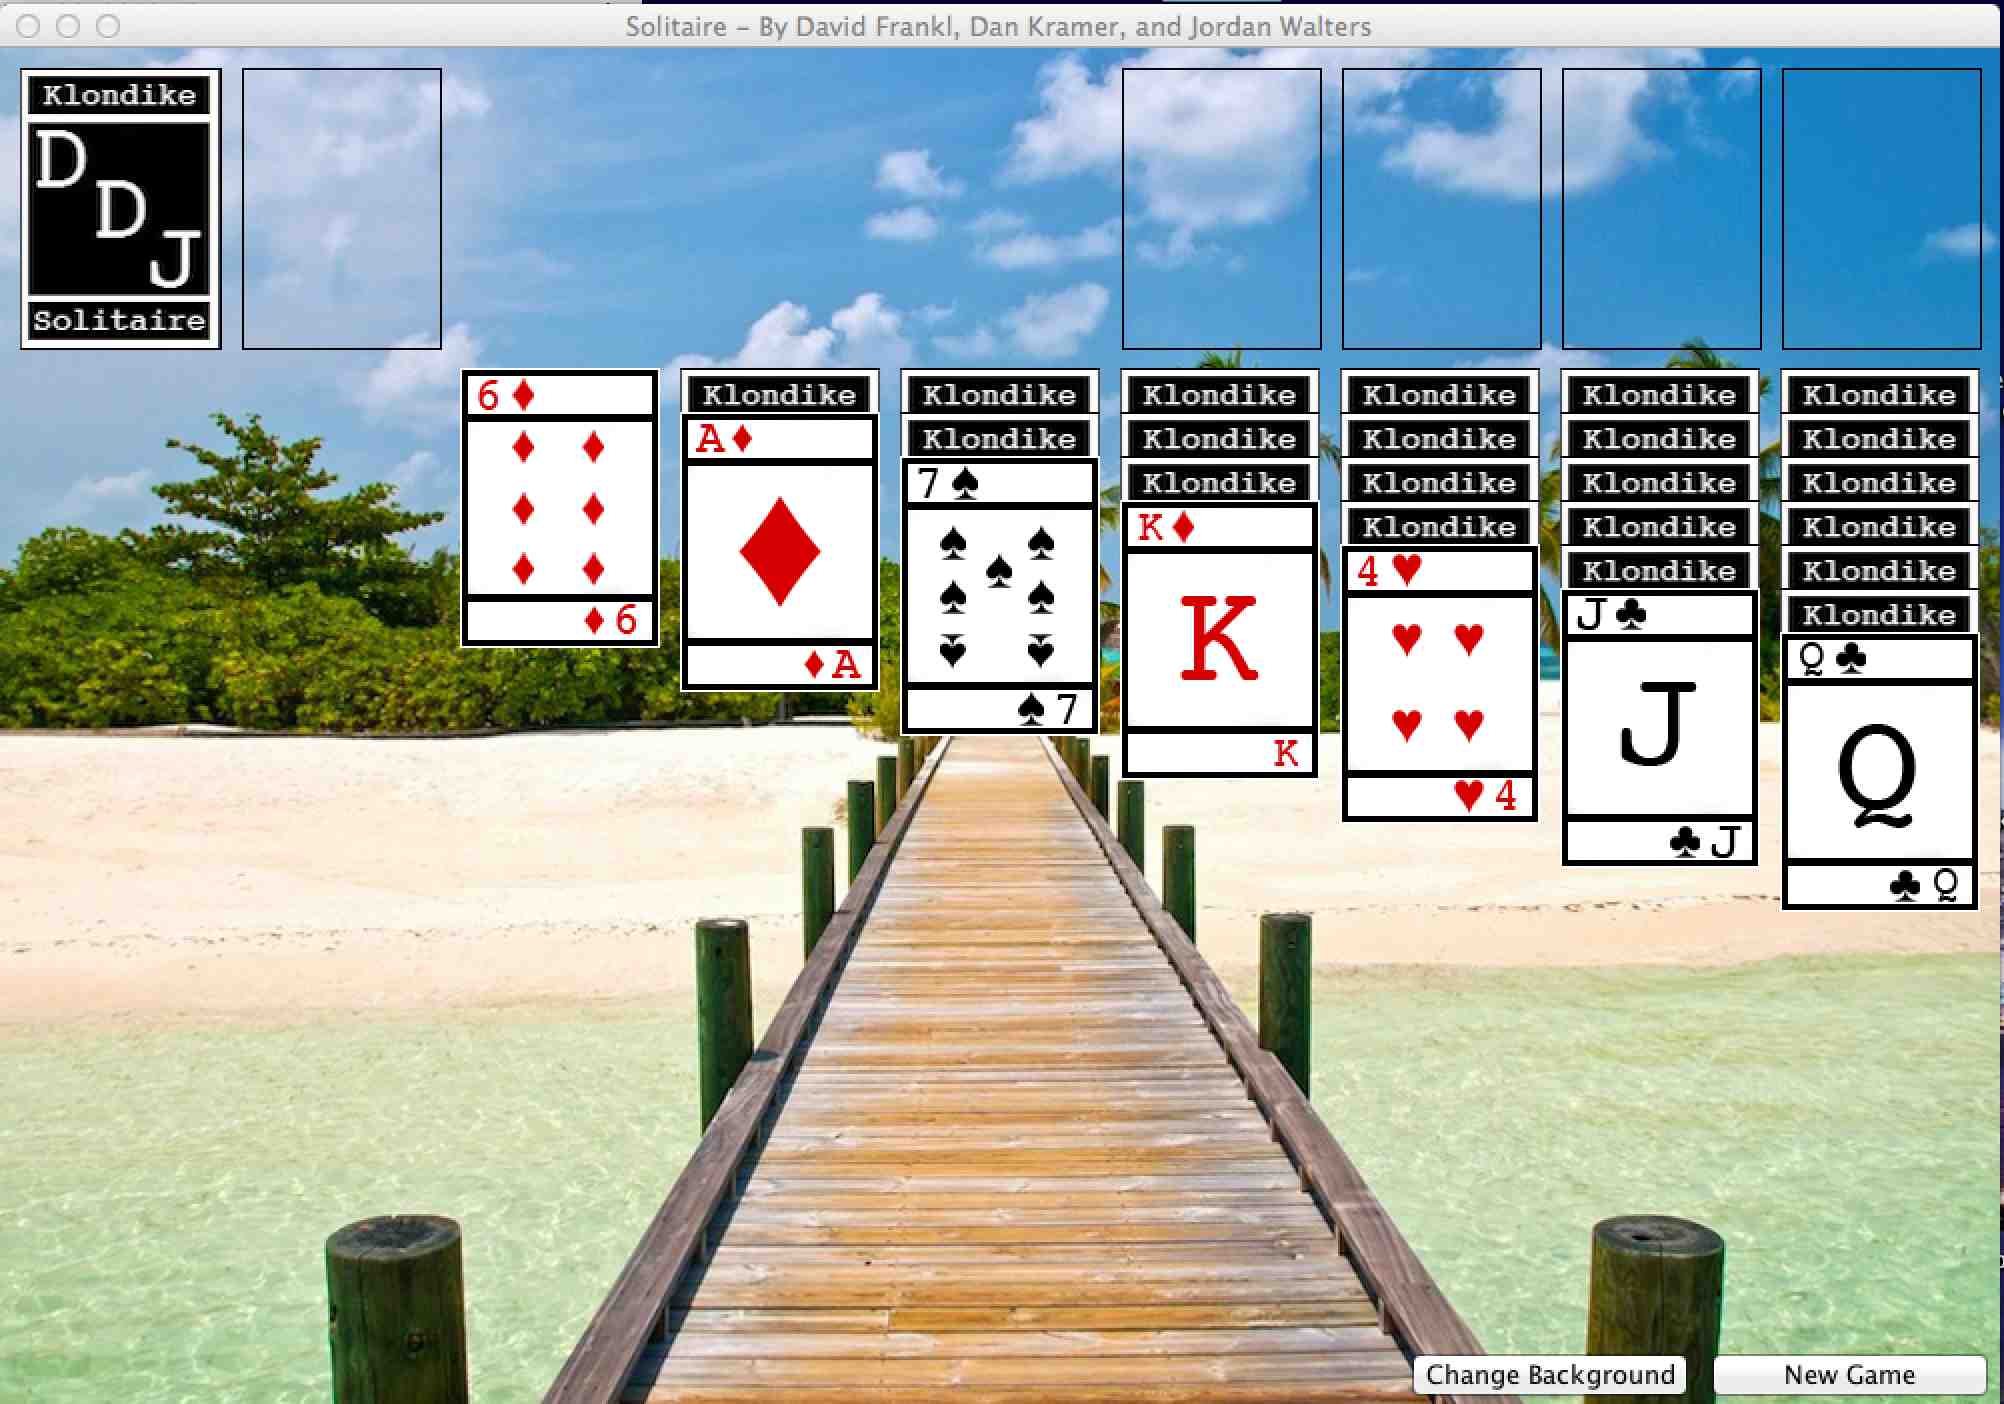 Solitaire – By David Frankl, Dan Kramer, and Jordan Walters
Klondike
D
D
J
Solitaire
6♦
♦6
Klondike
A♦
♦A
Klondike
Klondike
7♠
♠7
Klondike
Klondike
Klondike
K♦
K
K
Klondike
Klondike
Klondike
Klondike
4♥
♥4
Klondike
Klondike
Klondike
Klondike
Klondike
J♣
J
♣J
Klondike
Klondike
Klondike
Klondike
Klondike
Klondike
Q♣
Q
♣Q
Change Background
New Game